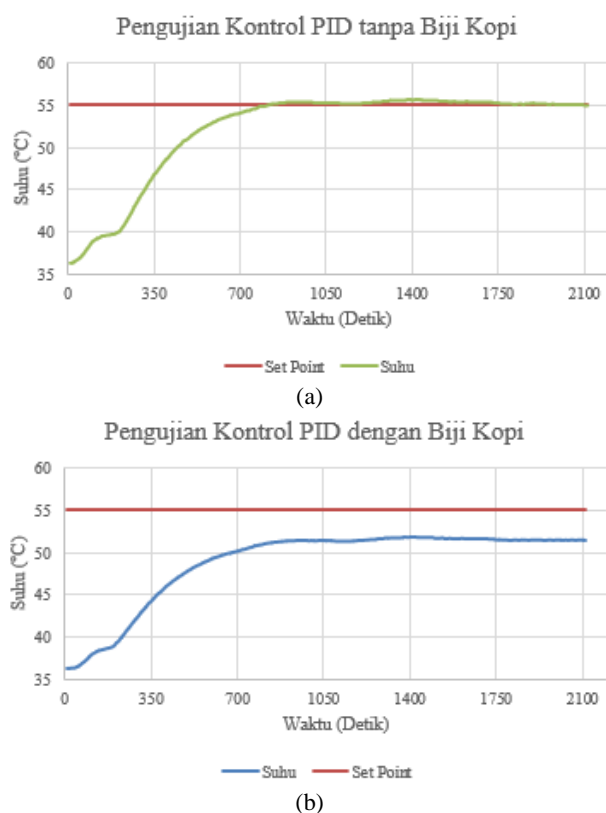 Pengujian Kontrol PID tanpa Biji Kopi
60
55
50
45
40
35
Suhu (°C)
0 350 700 1050 1400 1750 2100
Waktu (Detik)
Set Point Suhu
(a)
Pengujian Kontrol PID dengan Biji Kopi
60
55
50
45
40
35
Suhu (°C)
0 350 700 1050 1400 1750 2100
Waktu (Detik)
Suhu Set Point
(b)